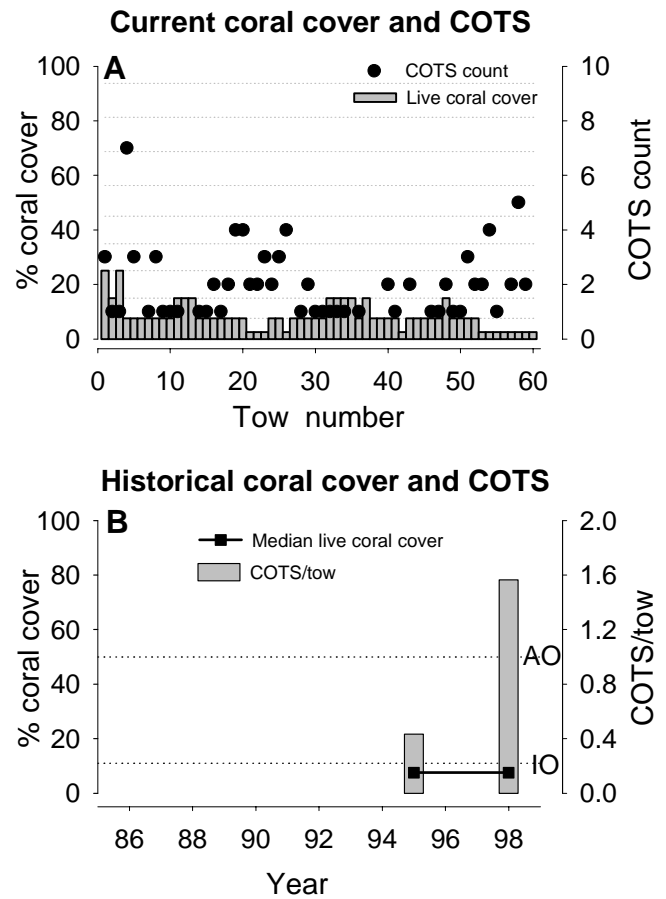 Current coral cover and COTS
A
COTS count
Live coral cover
% coral cover
100
80
60
40
20
0
COTS count
10
8
6
4
2
0
0 10 20 30 40 50 60
Tow number
Historical coral cover and COTS
B
Median live coral cover
COTS/tow
% coral cover
100
80
60
40
20
0
COTS/tow
2.0
1.6
1.2
0.8
0.4
0.0
AO
IO
86 88 90 92 94 96 98
Year